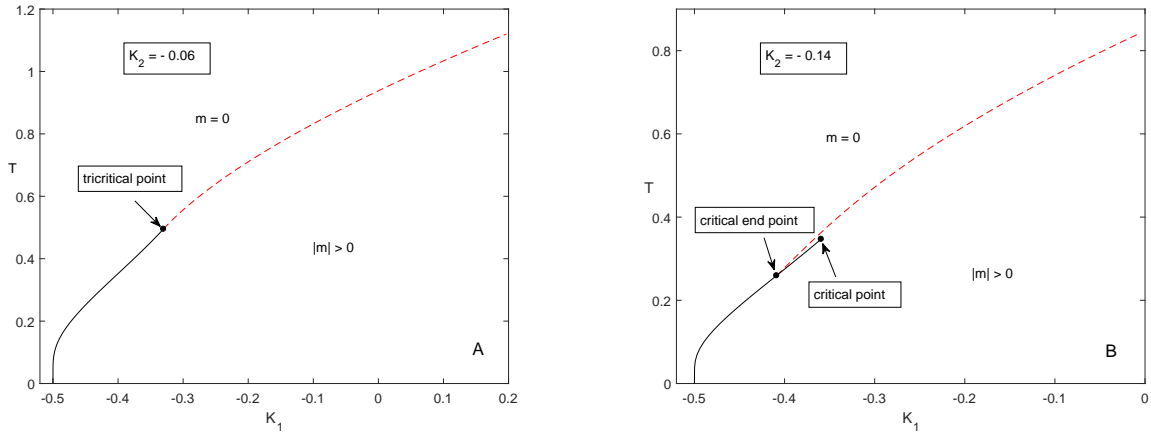 1.2
1
0.8
0.6
0.4
0.2
0
T
K2 = - 0.06
m = 0
tricritical point
|m| > 0
A
-0.5 -0.4 -0.3 -0.2 -0.1 0 0.1 0.2
K1
0.8
0.6
0.4
0.2
0
T
K2 = - 0.14
m = 0
critical end point
critical point
|m| > 0
B
-0.5 -0.4 -0.3 -0.2 -0.1 0
K1